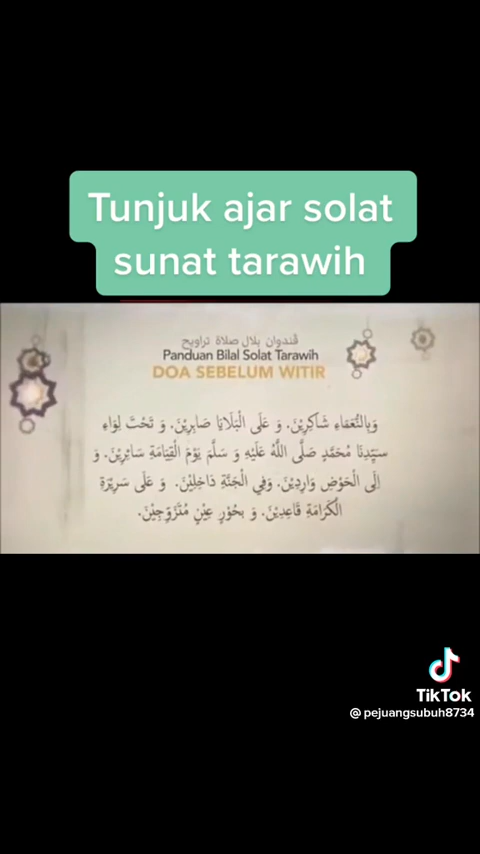 Tunjuk ajar solat
sunat tarawih
ڤندوان بلال صلاة تراويح
Panduan Bilal Solat Tarawih
DOA SEBELUM WITIR
وَبِالنَّعْمَاءِ شَاكِرِيْنَ. وَ عَلَى الْبَلَايَا صَابِرِيْنَ. وَ تَحْتَ لِوَاءِ
سَيِّدِنَا مُحَمَّدٍ صَلَّى اللَّهُ عَلَيْهِ وَ سَلَّمَ يَوْمَ الْقِيَامَةِ سَائِرِيْنَ. وَ
اِلَى الْحَوْضِ وَارِدِيْنَ. وَفِي الْجَنَّةِ دَاخِلِيْنَ. وَ عَلَى سَرِيْرَةِ
الْكَرَامَةِ قَاعِدِيْنَ. وَ بِحُوْرٍ عِيْنٍ مُتَزَوِّجِيْنَ.
TikTok
@ pejuangsubuh8734